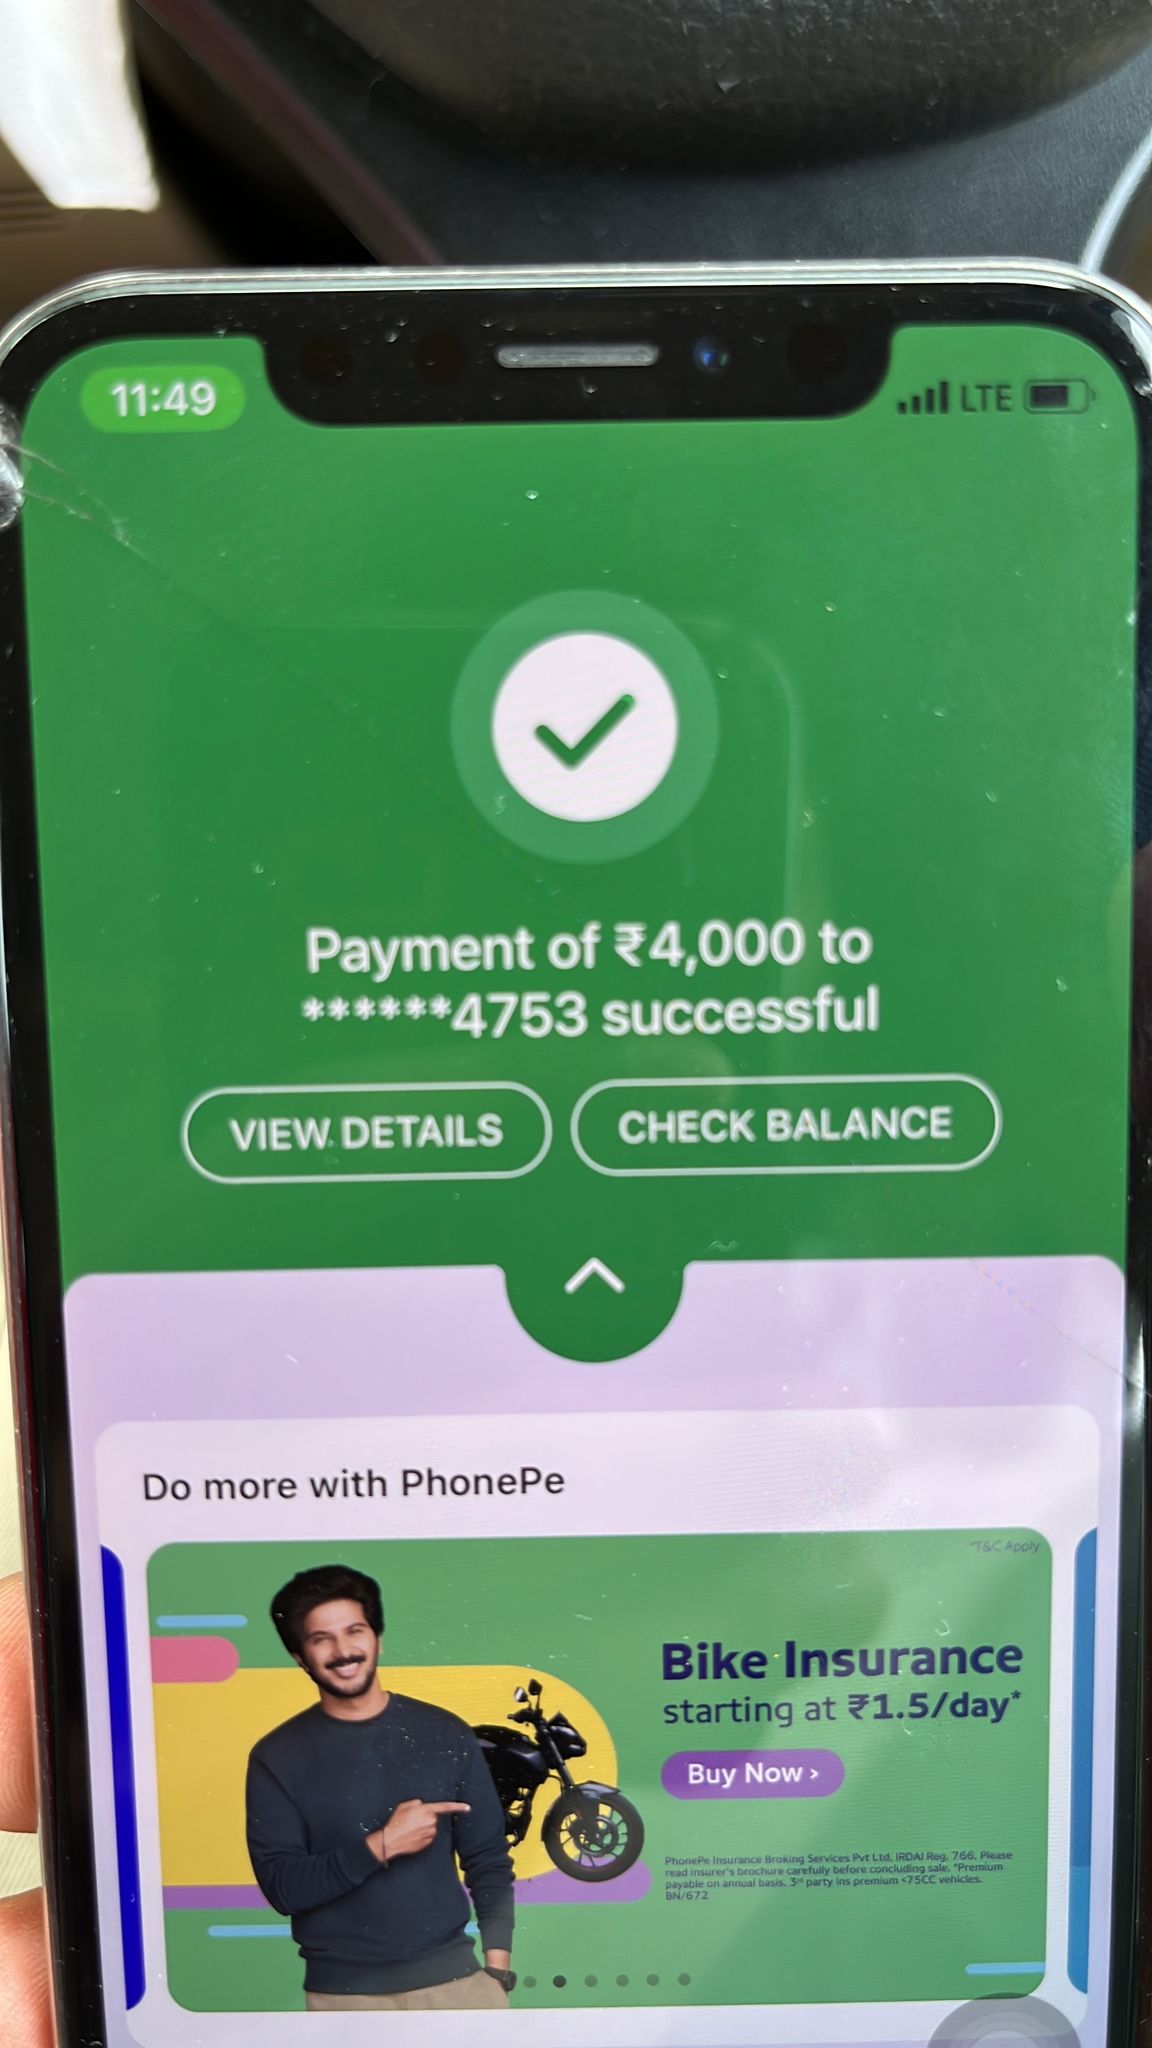 11:49
LTE
Payment of ₹4,000 to
******4753 successful
VIEW DETAILS
CHECK BALANCE
Do more with PhonePe
*T&C Apply
Bike Insurance
starting at ₹1.5/day*
Buy Now ›
PhonePe Insurance Broking Services Pvt Ltd, IRDAI Reg. 766. Please
read insurer's brochure carefully before concluding sale. *Premium
payable on annual basis. 3rd party ins premium <75CC vehicles.
BN/672